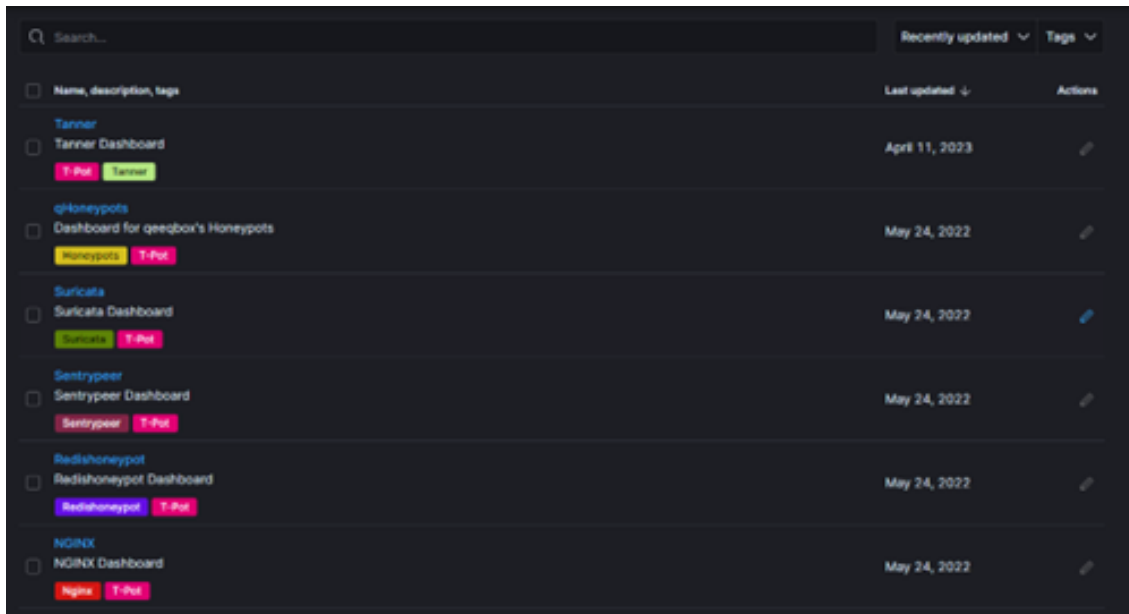 Search...
Recently updated
Tags
Name, description, tags
Last updated ↓
Actions
Tanner
Tanner Dashboard
April 11, 2023
T-Pot
Tanner
qHoneypots
Dashboard for qeeqbox's Honeypots
May 24, 2022
Honeypots
T-Pot
Suricata
Suricata Dashboard
May 24, 2022
Suricata
T-Pot
Sentrypeer
Sentrypeer Dashboard
May 24, 2022
Sentrypeer
T-Pot
Redishoneypot
Redishoneypot Dashboard
May 24, 2022
Redishoneypot
T-Pot
NGINX
NGINX Dashboard
May 24, 2022
Nginx
T-Pot